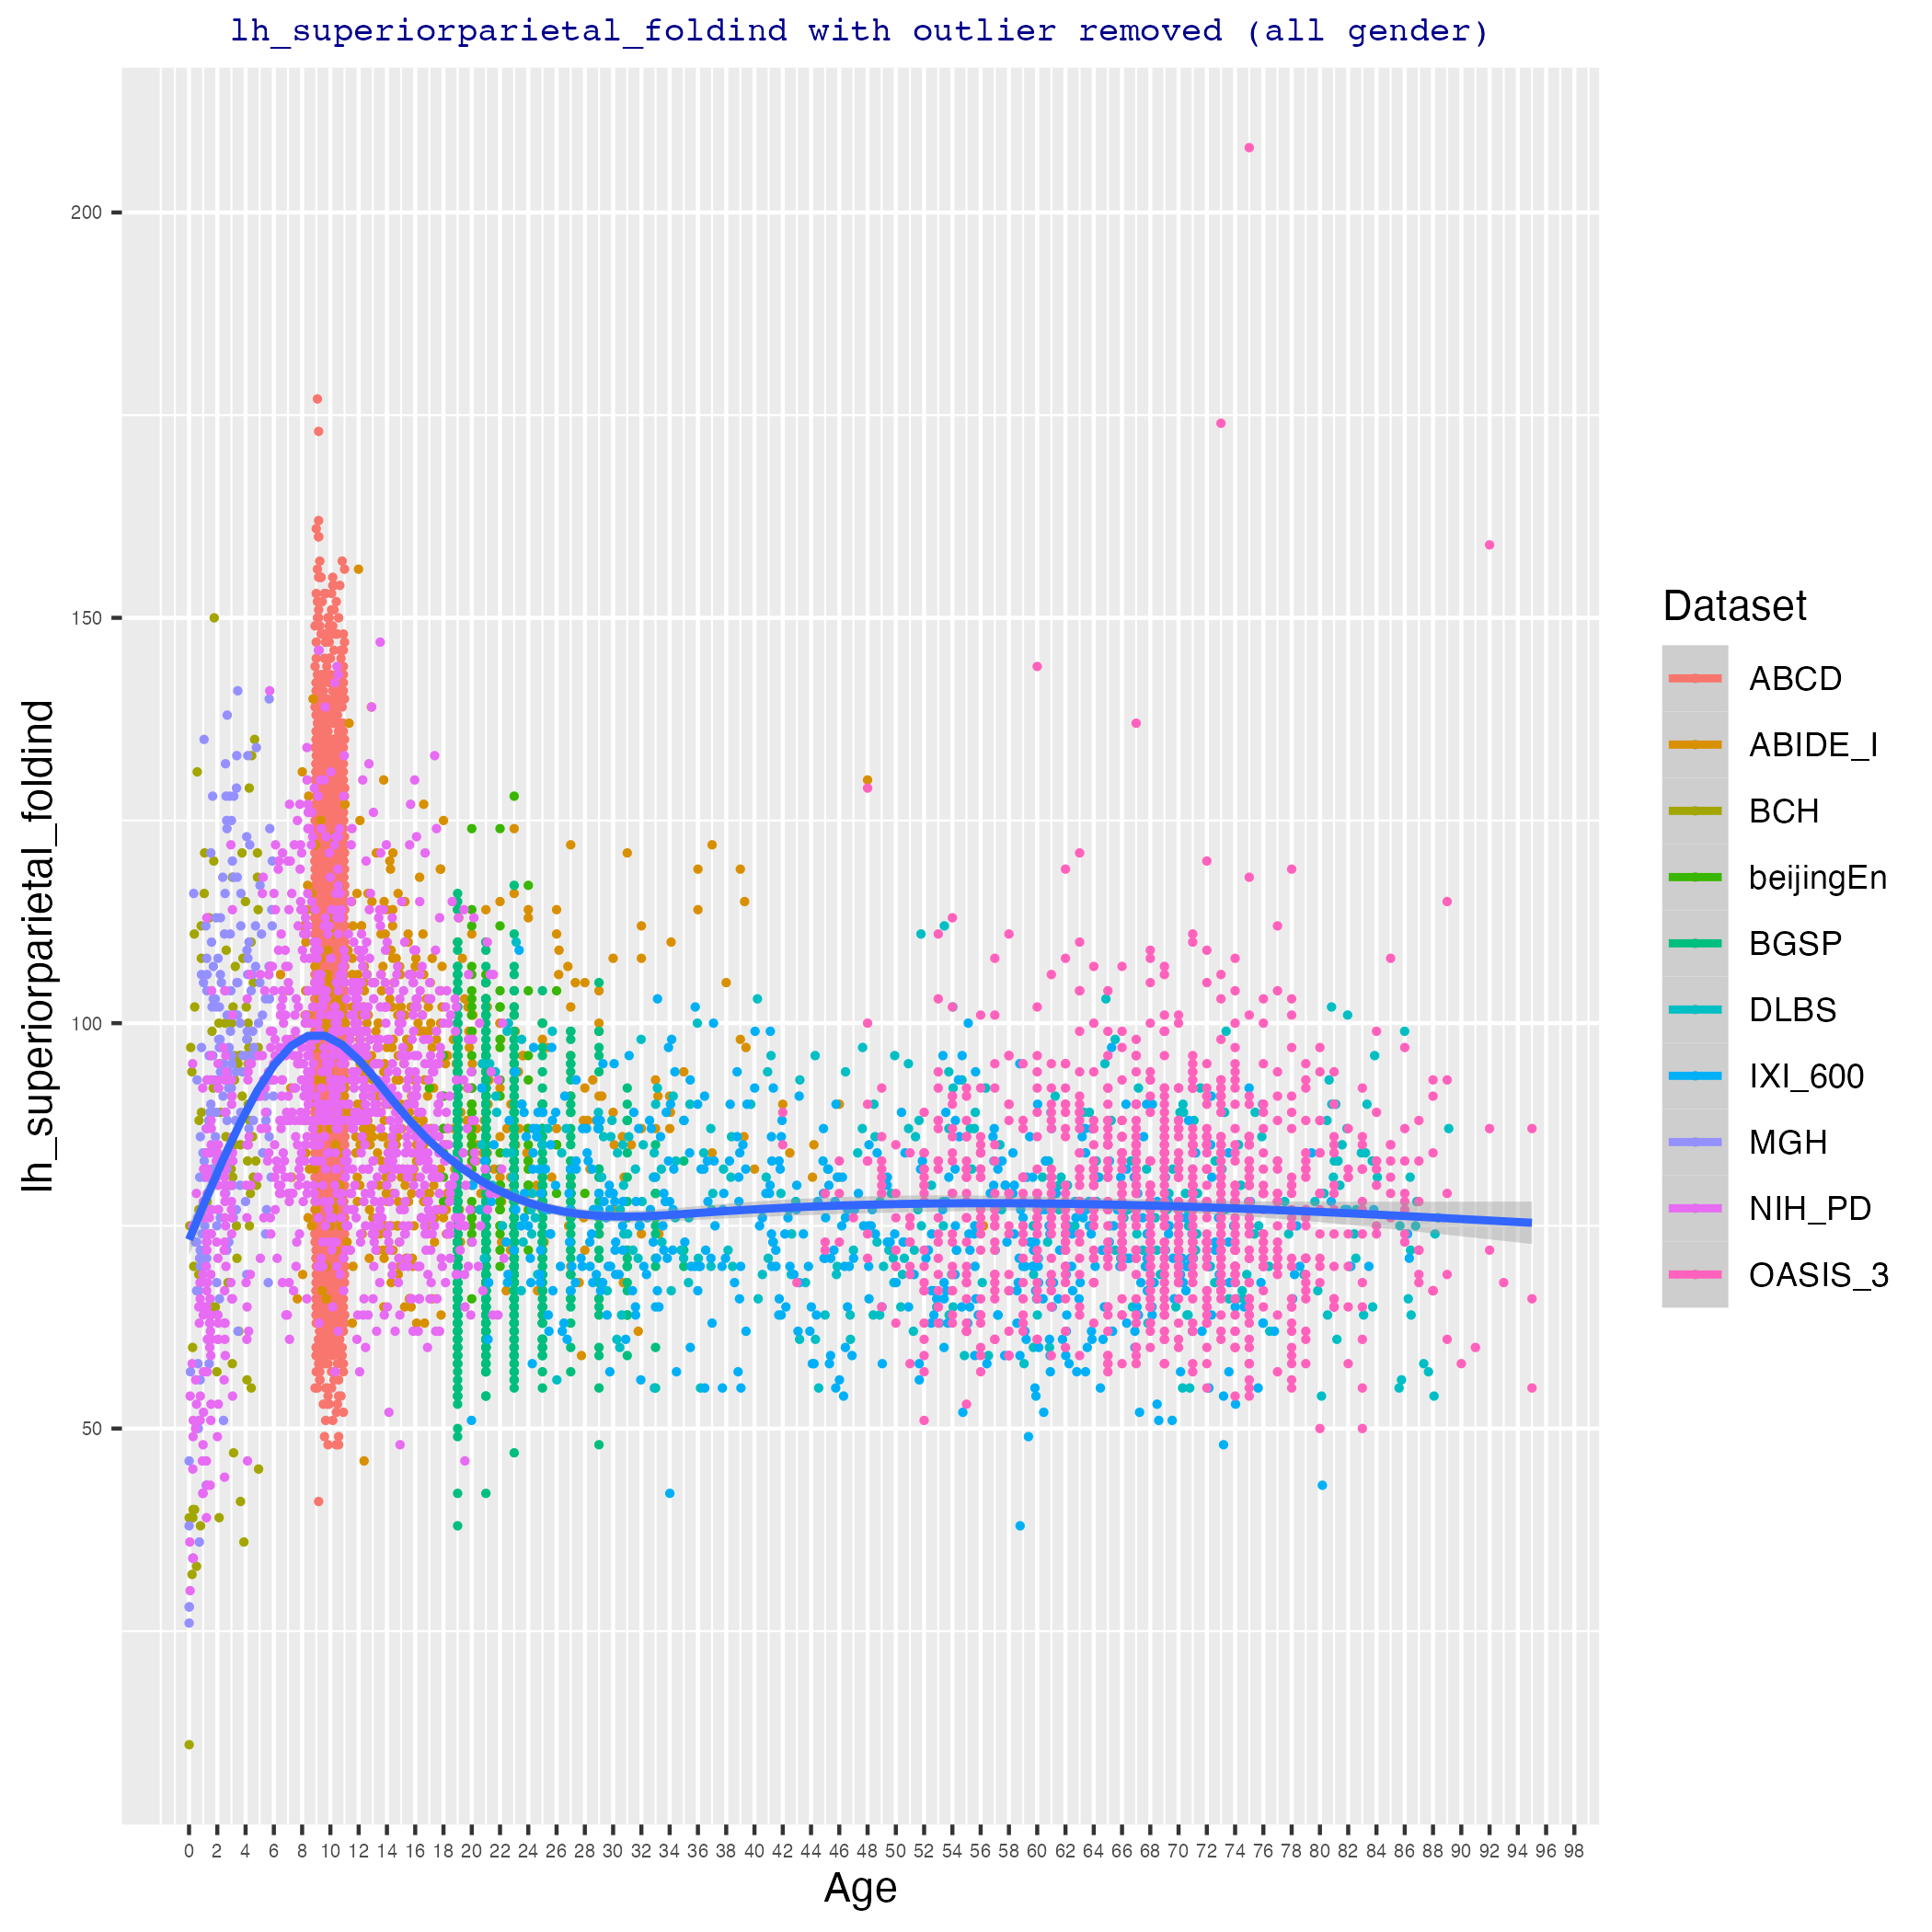 lh_superiorparietal_foldind with outlier removed (all gender)
lh_superiorparietal_foldind
200
150
100
50
0 2 4 6 8 10 12 14 16 18 20 22 24 26 28 30 32 34 36 38 40 42 44 46 48 50 52 54 56 58 60 62 64 66 68 70 72 74 76 78 80 82 84 86 88 90 92 94 96 98
Age
Dataset
ABCD
ABIDE_I
BCH
beijingEn
BGSP
DLBS
IXI_600
MGH
NIH_PD
OASIS_3